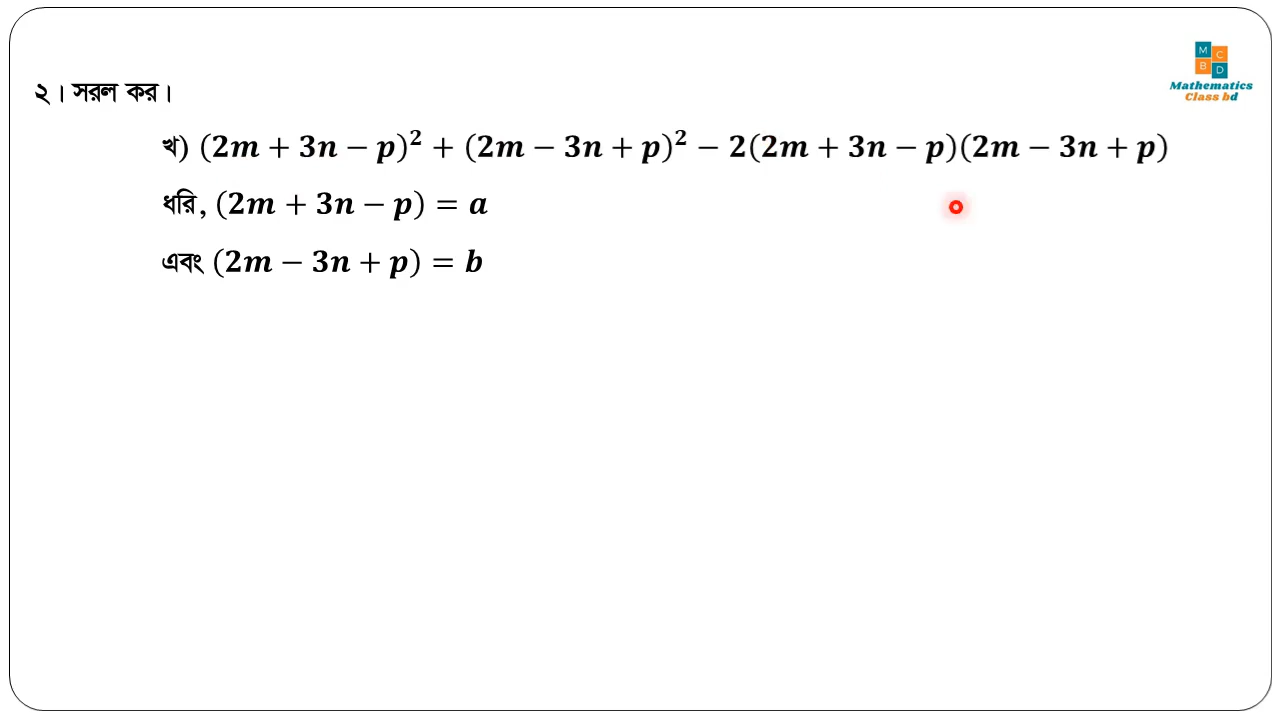 M C
B D
Mathematics
Class bd
২। সরল কর।
খ) (2m + 3n − p)² + (2m − 3n + p)² − 2(2m + 3n − p)(2m − 3n + p)
ধরি, (2m + 3n − p) = a
এবং (2m − 3n + p) = b